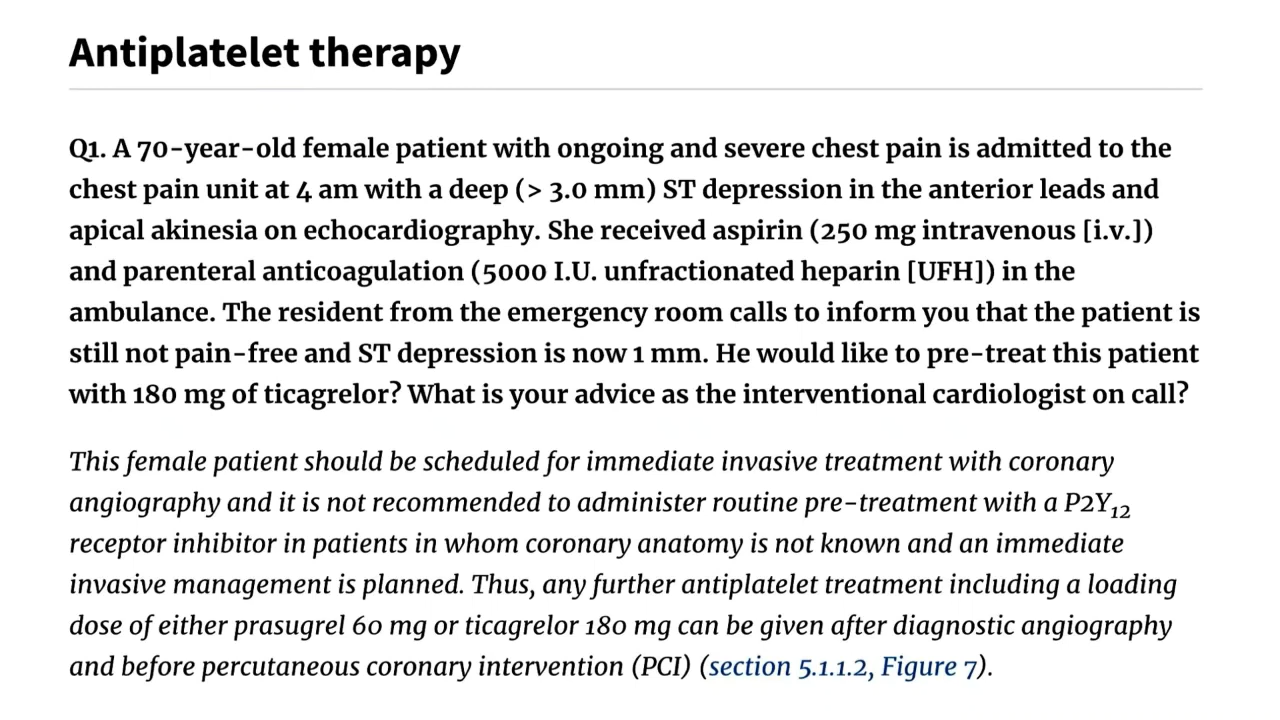 Antiplatelet therapy
Q1. A 70-year-old female patient with ongoing and severe chest pain is admitted to the
chest pain unit at 4 am with a deep (> 3.0 mm) ST depression in the anterior leads and
apical akinesia on echocardiography. She received aspirin (250 mg intravenous [i.v.])
and parenteral anticoagulation (5000 I.U. unfractionated heparin [UFH]) in the
ambulance. The resident from the emergency room calls to inform you that the patient is
still not pain-free and ST depression is now 1 mm. He would like to pre-treat this patient
with 180 mg of ticagrelor? What is your advice as the interventional cardiologist on call?
This female patient should be scheduled for immediate invasive treatment with coronary
angiography and it is not recommended to administer routine pre-treatment with a P2Y₁₂
receptor inhibitor in patients in whom coronary anatomy is not known and an immediate
invasive management is planned. Thus, any further antiplatelet treatment including a loading
dose of either prasugrel 60 mg or ticagrelor 180 mg can be given after diagnostic angiography
and before percutaneous coronary intervention (PCI) (section 5.1.1.2, Figure 7).